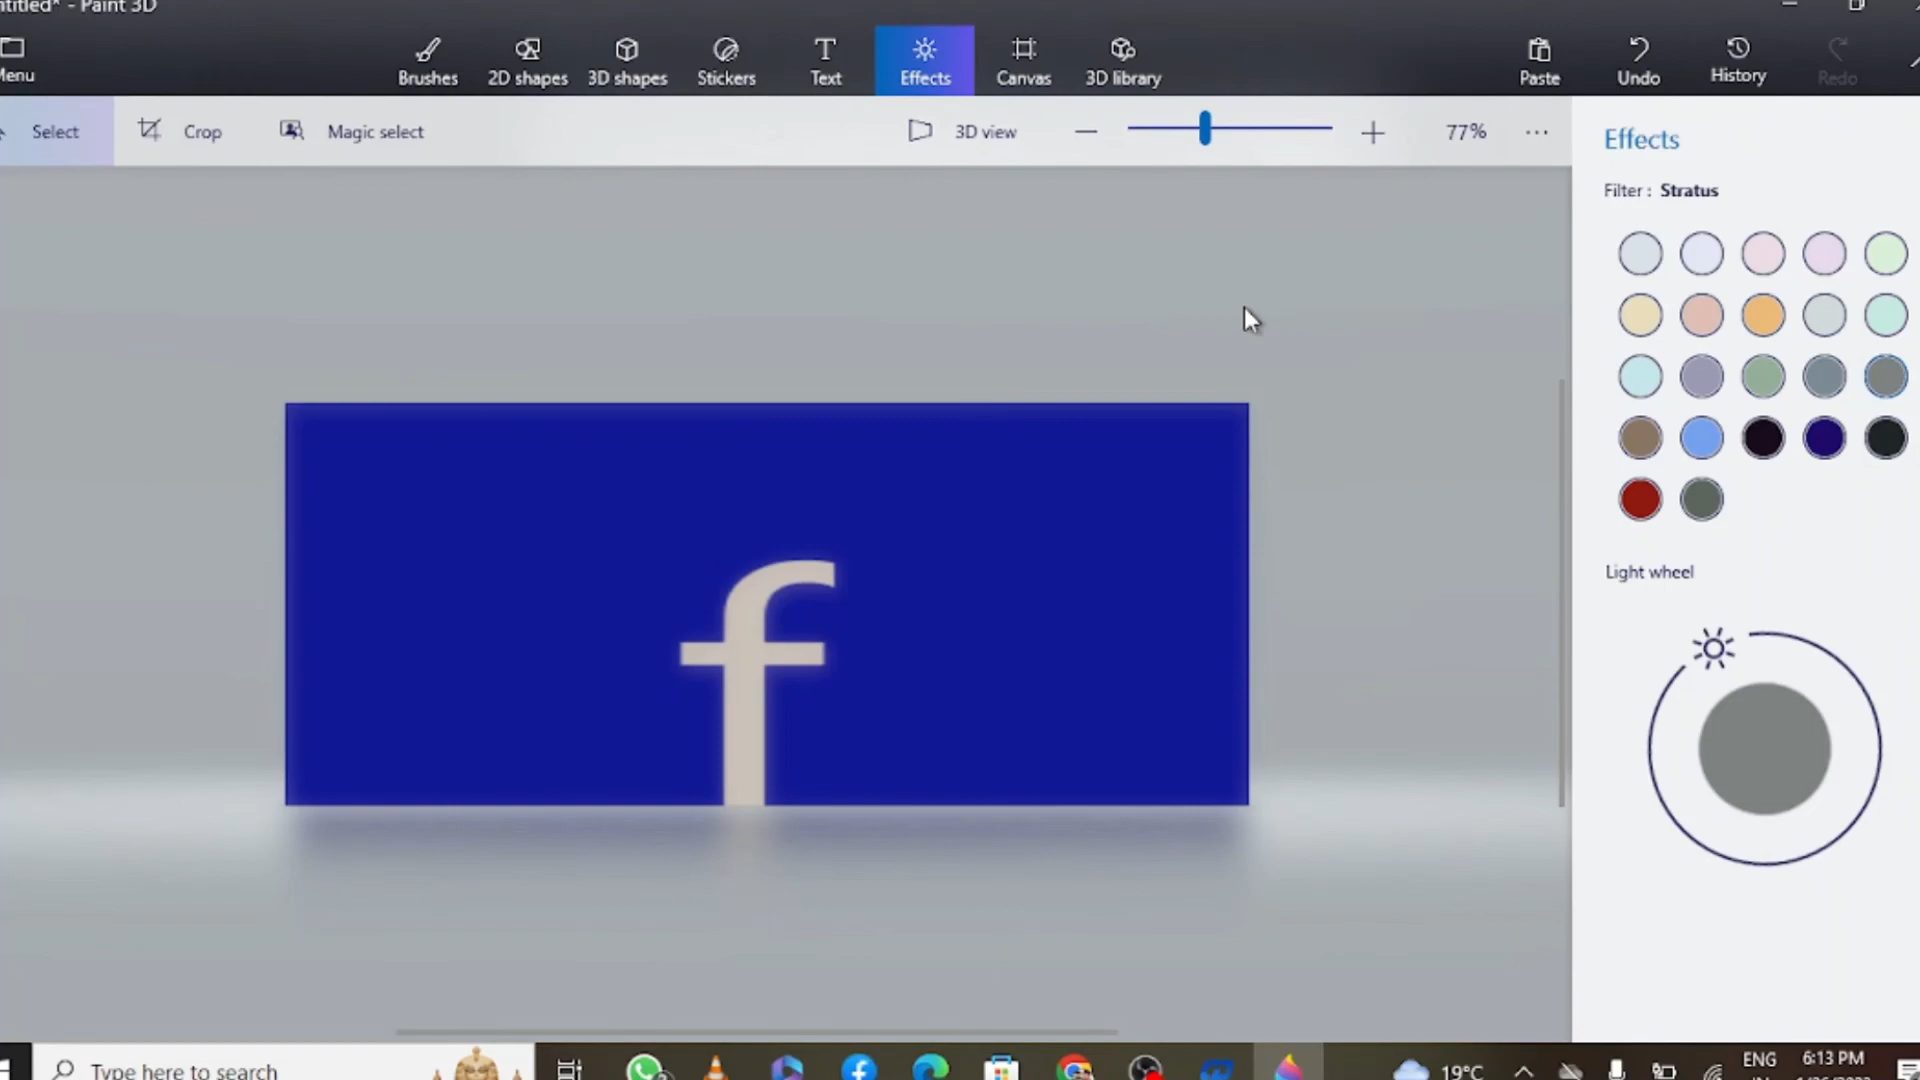 ntitled* - Paint 3D
Menu
Brushes
2D shapes
3D shapes
Stickers
Text
Effects
Canvas
3D library
Paste
Undo
History
Redo
Select
Crop
Magic select
3D view
77%
Effects
Filter : Stratus
f
Light wheel
Type here to search
19°C
ENG
6:13 PM